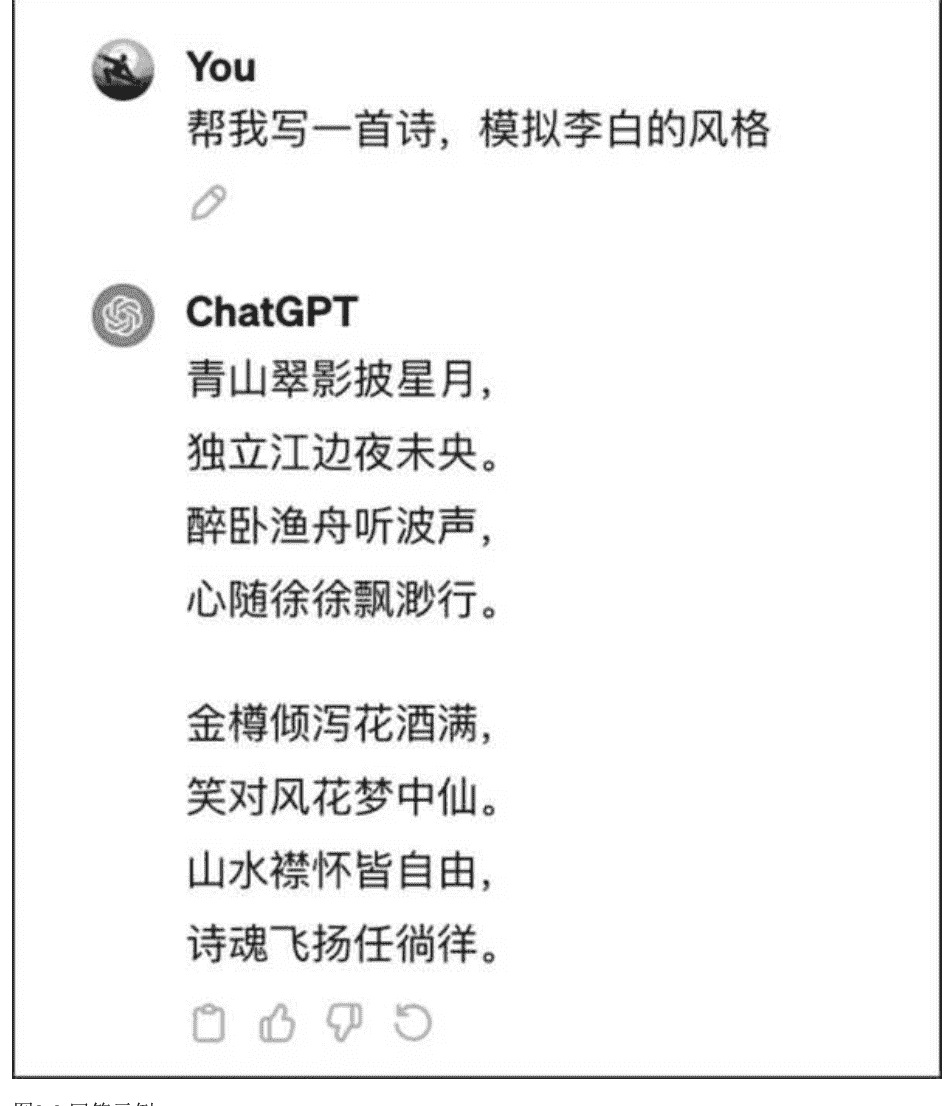 You
帮我写一首诗，模拟李白的风格
ChatGPT
青山翠影披星月，
独立江边夜未央。
醉卧渔舟听波声，
心随徐徐飘渺行。
金樽倾泻花酒满，
笑对风花梦中仙。
山水襟怀皆自由，
诗魂飞扬任徜徉。